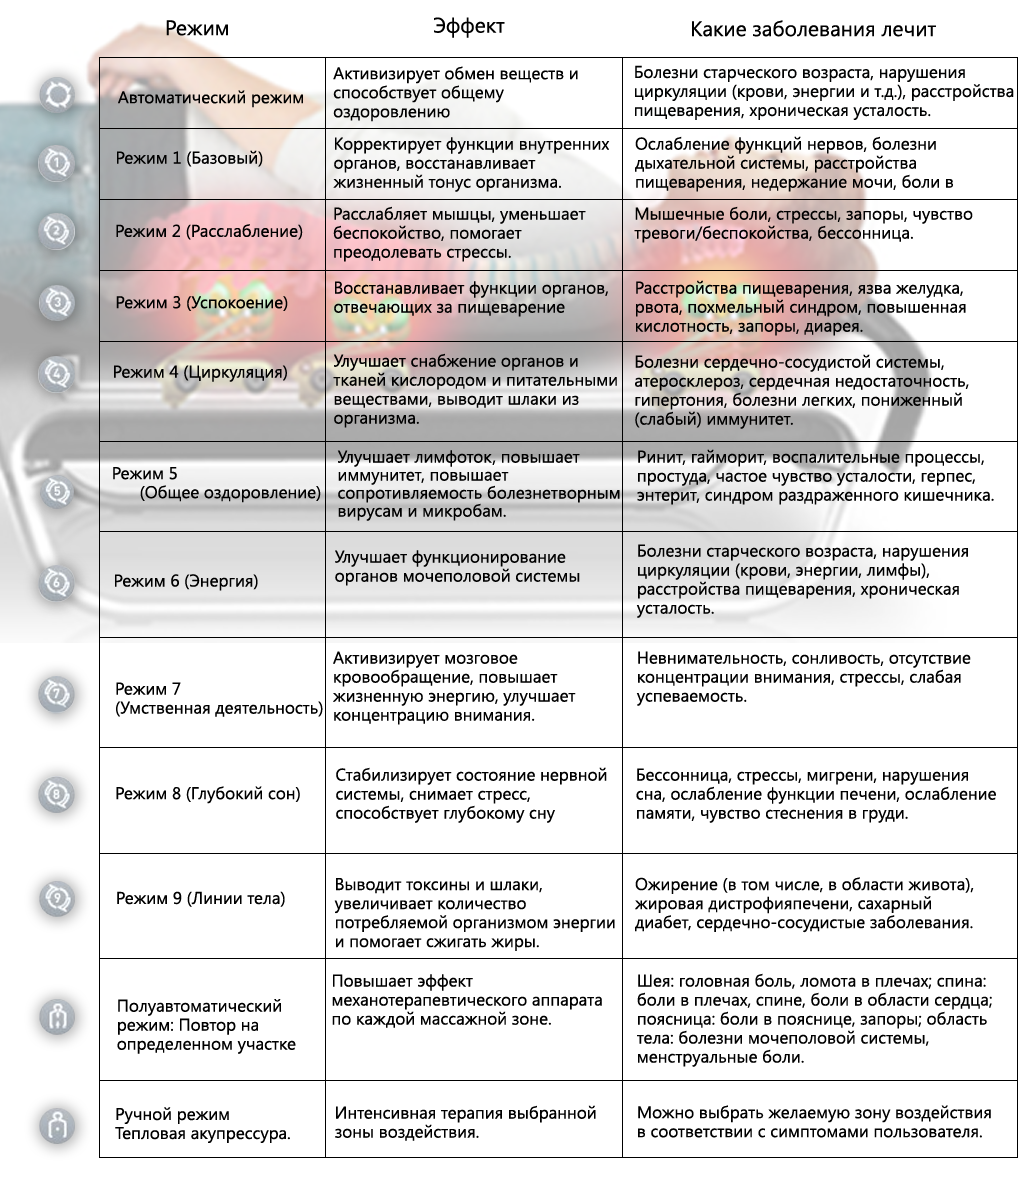 Режим
Эффект
Какие заболевания лечит
Автоматический режим
Активизирует обмен веществ и
способствует общему
оздоровлению
Болезни старческого возраста, нарушения
циркуляции (крови, энергии и т.д.), расстройства
пищеварения, хроническая усталость.
1
Режим 1 (Базовый)
Корректирует функции внутренних
органов, восстанавливает
жизненный тонус организма.
Ослабление функций нервов, болезни
дыхательной системы, расстройства
пищеварения, недержание мочи, боли в
2
Режим 2 (Расслабление)
Расслабляет мышцы, уменьшает
беспокойство, помогает
преодолевать стрессы.
Мышечные боли, стрессы, запоры, чувство
тревоги/беспокойства, бессонница.
3
Режим 3 (Успокоение)
Восстанавливает функции органов,
отвечающих за пищеварение
Расстройства пищеварения, язва желудка,
рвота, похмельный синдром, повышенная
кислотность, запоры, диарея.
4
Режим 4 (Циркуляция)
Улучшает снабжение органов и
тканей кислородом и питательными
веществами, выводит шлаки из
организма.
Болезни сердечно-сосудистой системы,
атеросклероз, сердечная недостаточность,
гипертония, болезни легких, пониженный
(слабый) иммунитет.
5
Режим 5
(Общее оздоровление)
Улучшает лимфоток, повышает
иммунитет, повышает
сопротивляемость болезнетворным
вирусам и микробам.
Ринит, гайморит, воспалительные процессы,
простуда, частое чувство усталости, герпес,
энтерит, синдром раздраженного кишечника.
6
Режим 6 (Энергия)
Улучшает функционирование
органов мочеполовой системы
Болезни старческого возраста, нарушения
циркуляции (крови, энергии, лимфы),
расстройства пищеварения, хроническая
усталость.
7
Режим 7
(Умственная деятельность)
Активизирует мозговое
кровообращение, повышает
жизненную энергию, улучшает
концентрацию внимания.
Невнимательность, сонливость, отсутствие
концентрации внимания, стрессы, слабая
успеваемость.
8
Режим 8 (Глубокий сон)
Стабилизирует состояние нервной
системы, снимает стресс,
способствует глубокому сну
Бессонница, стрессы, мигрени, нарушения
сна, ослабление функции печени, ослабление
памяти, чувство стеснения в груди.
9
Режим 9 (Линии тела)
Выводит токсины и шлаки,
увеличивает количество
потребляемой организмом энергии
и помогает сжигать жиры.
Ожирение (в том числе, в области живота),
жировая дистрофияпечени, сахарный
диабет, сердечно-сосудистые заболевания.
Полуавтоматический
режим: Повтор на
определенном участке
Повышает эффект
механотерапевтического аппарата
по каждой массажной зоне.
Шея: головная боль, ломота в плечах; спина:
боли в плечах, спине, боли в области сердца;
поясница: боли в пояснице, запоры; область
тела: болезни мочеполовой системы,
менструальные боли.
Ручной режим
Тепловая акупрессура.
Интенсивная терапия выбранной
зоны воздействия.
Можно выбрать желаемую зону воздействия
в соответствии с симптомами пользователя.